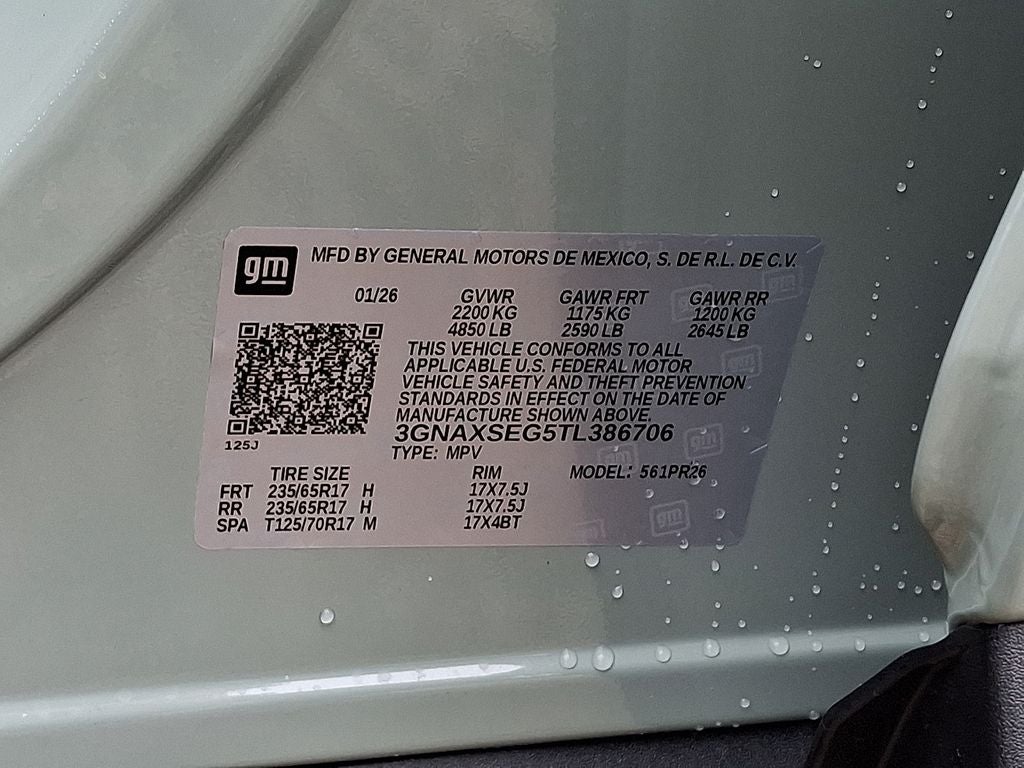 gm MFD BY GENERAL MOTORS DE MEXICO, S. DE R.L. DE C.V.
01/26 GVWR GAWR FRT GAWR RR
2200 KG 1175 KG 1200 KG
4850 LB 2590 LB 2645 LB
THIS VEHICLE CONFORMS TO ALL
APPLICABLE U.S. FEDERAL MOTOR
VEHICLE SAFETY AND THEFT PREVENTION
STANDARDS IN EFFECT ON THE DATE OF
MANUFACTURE SHOWN ABOVE.
3GNAXSEG5TL386706
125J
TYPE: MPV
TIRE SIZE RIM MODEL: 561PR26
FRT 235/65R17 H 17X7.5J
RR 235/65R17 H 17X7.5J
SPA T125/70R17 M 17X4BT